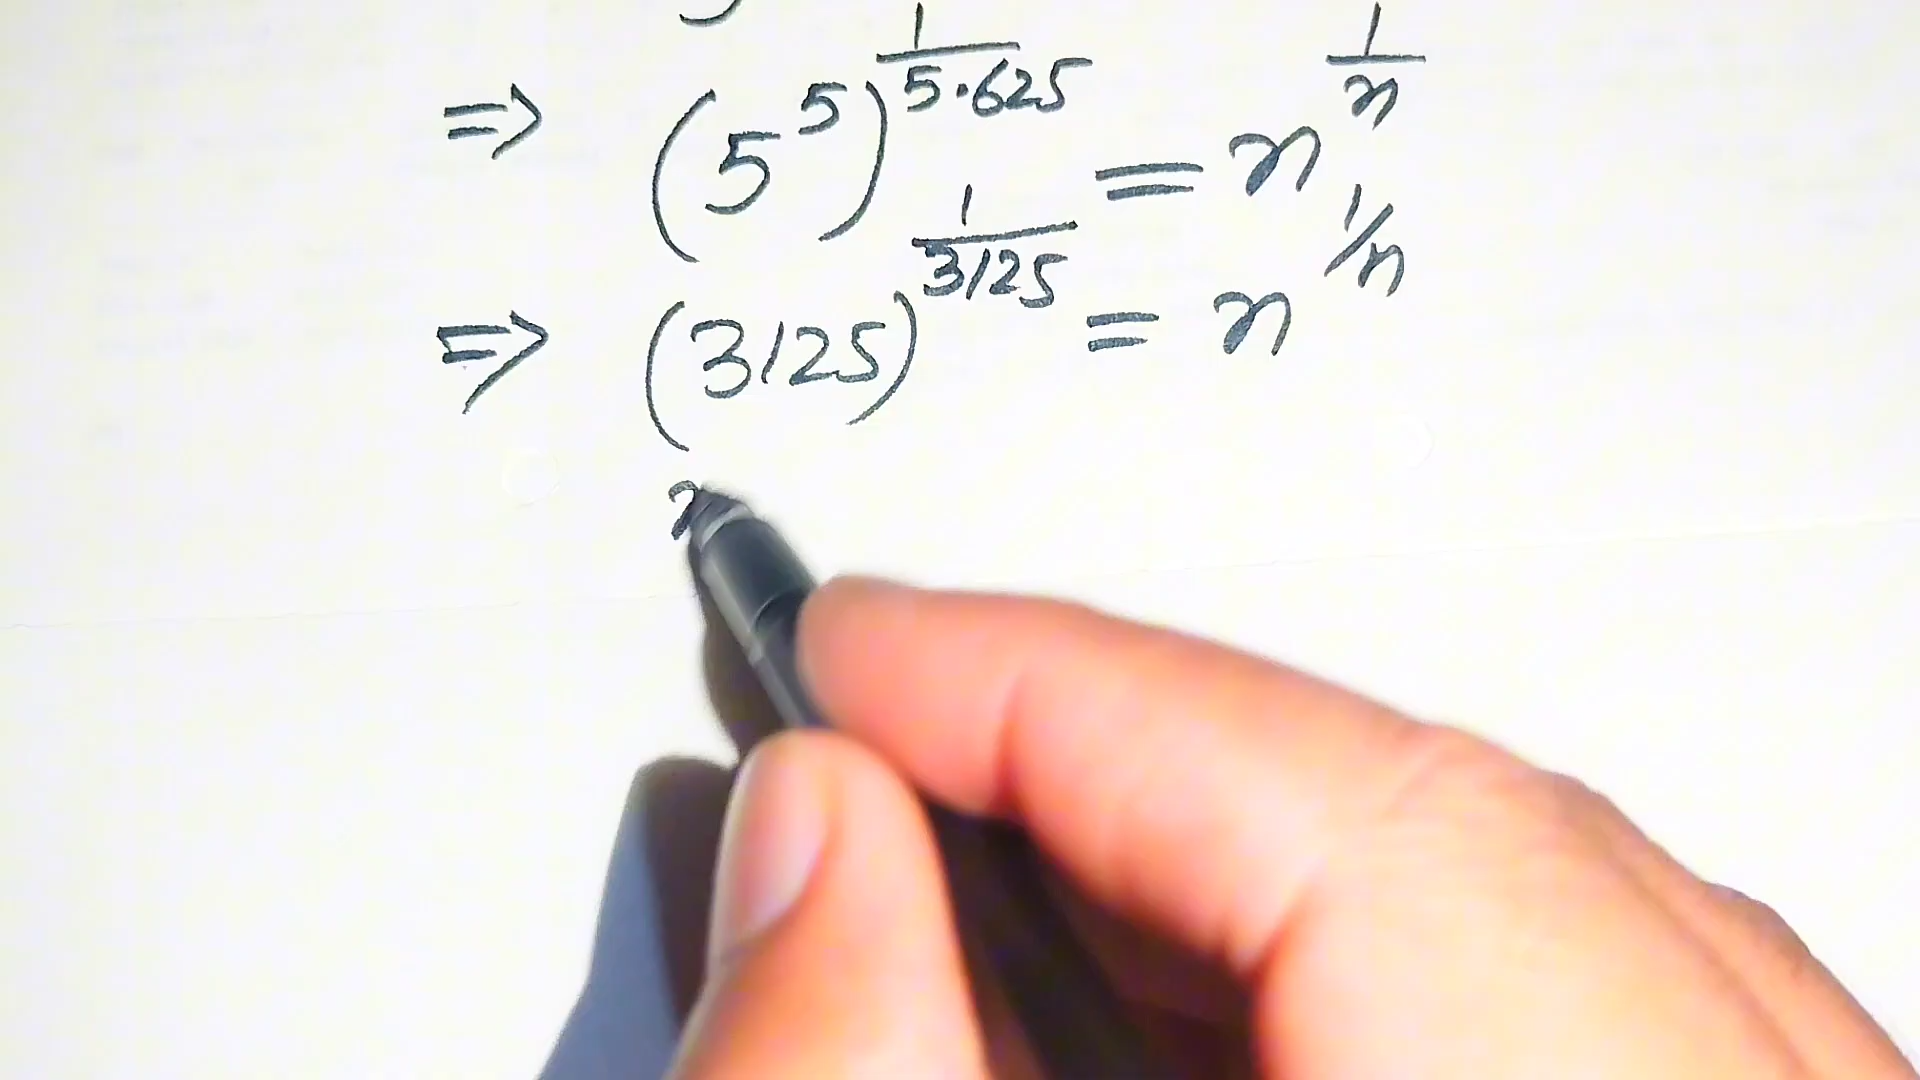 ⇒ (5^5)^(1/(5·625)) = x^(1/x)
⇒ (3125)^(1/3125) = x^(1/x)
x